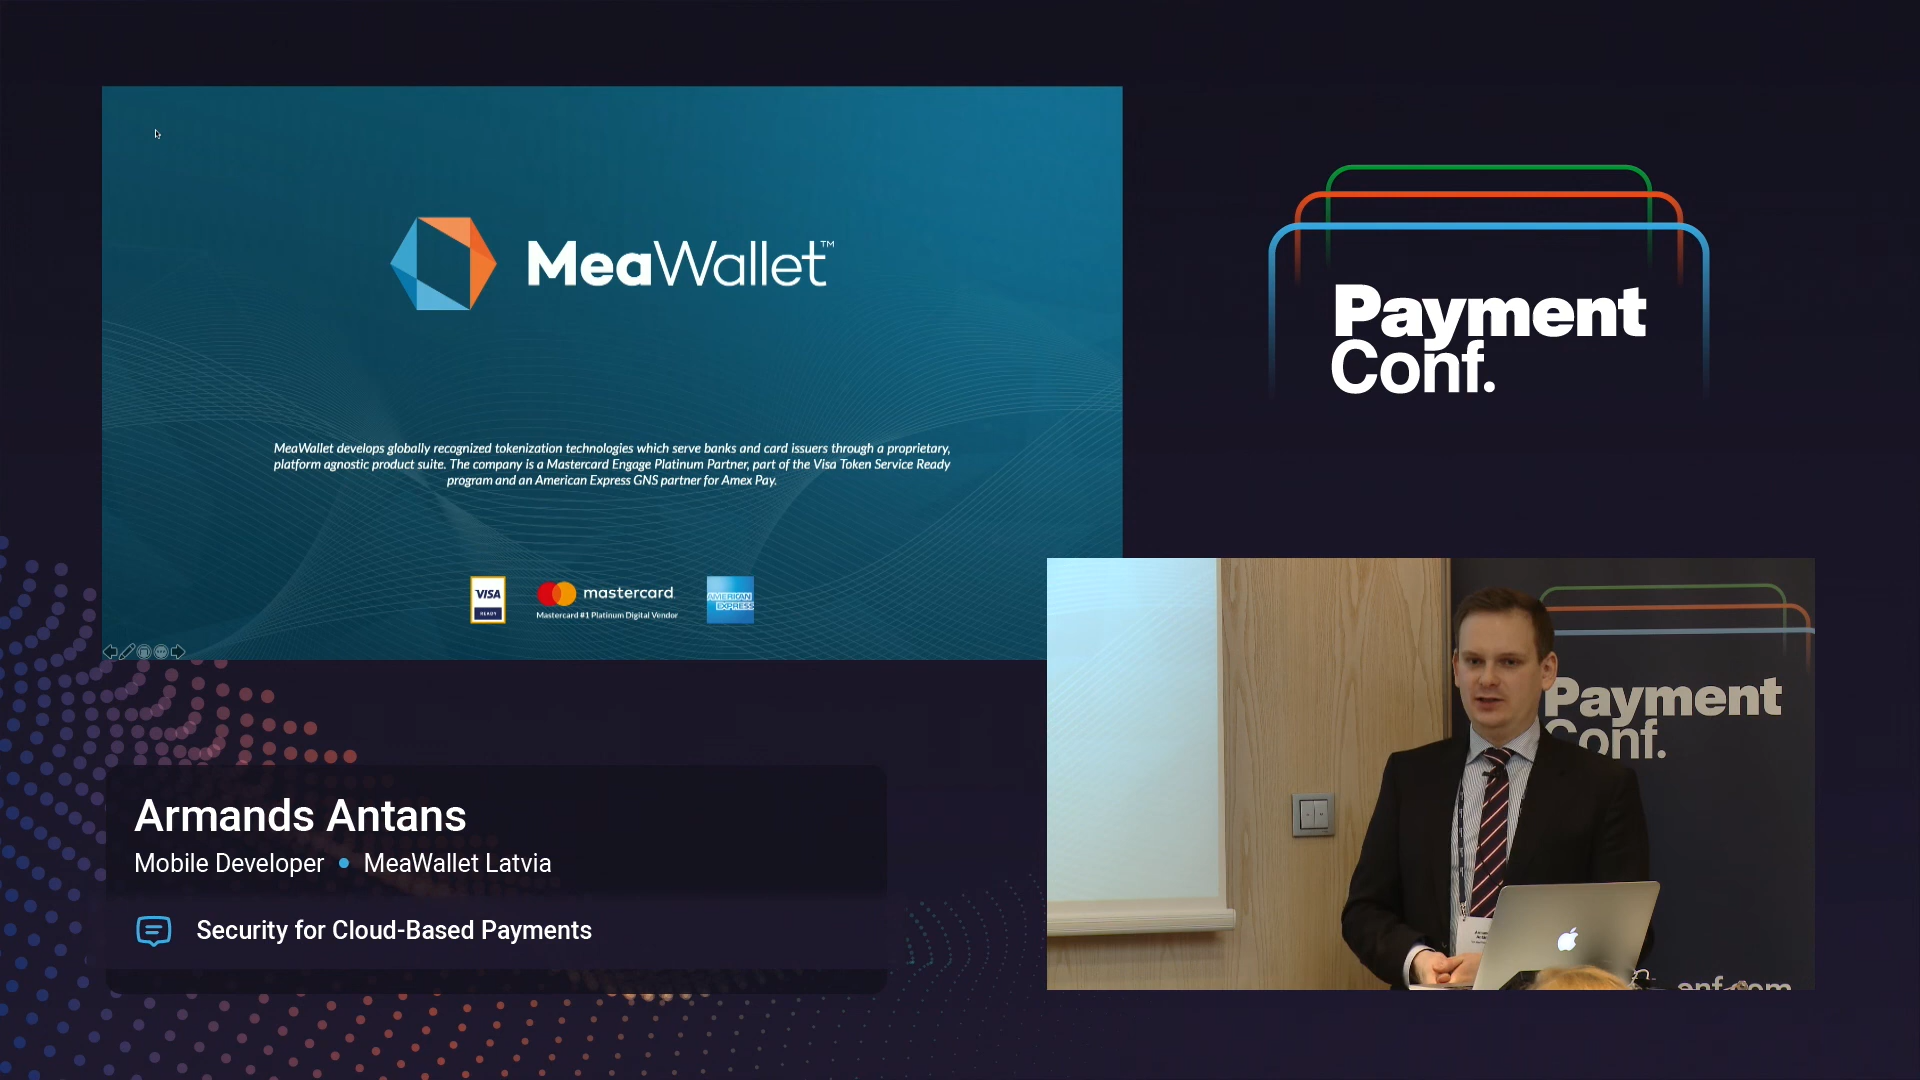 MeaWallet™
MeaWallet develops globally recognized tokenization technologies which serve banks and card issuers through a proprietary,
platform agnostic product suite. The company is a Mastercard Engage Platinum Partner, part of the Visa Token Service Ready
program and an American Express GNS partner for Amex Pay.
VISA
READY
mastercard
Mastercard #1 Platinum Digital Vendor
AMERICAN
EXPRESS
Payment
Conf.
Payment
Conf.
Armands Antans
Mobile Developer • MeaWallet Latvia
Security for Cloud-Based Payments